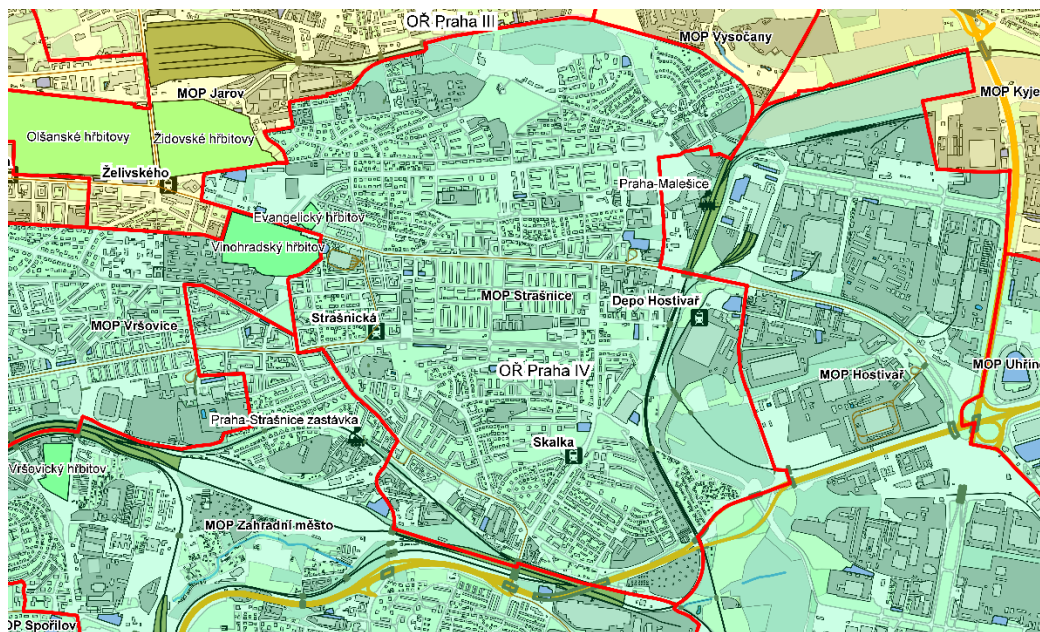 OŘ Praha III
MOP Vysočany
MOP Jarov
MOP Kyje
Olšanské hřbitovy
Židovské hřbitovy
Želivského
Praha-Malešice
Evangelický hřbitov
Vinohradský hřbitov
MOP Strašnice
Depo Hostivař
MOP Vršovice
Strašnická
MOP Uhřině
OŘ Praha IV
MOP Hostivař
Praha-Strašnice zastávka
Skalka
Vršovický hřbitov
MOP Zahradní město
OP Spořilov